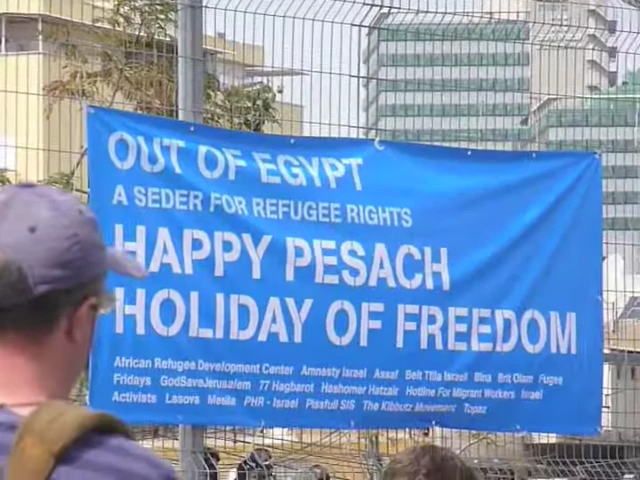 OUT OF EGYPT
A SEDER FOR REFUGEE RIGHTS
HAPPY PESACH
HOLIDAY OF FREEDOM
African Refugee Development Center Amnesty Israel Assaf Beit Tfila Israeli Bina Brit Olam Fugee
Fridays GodSaveJerusalem 77 Hagbarot Hashomer Hatzair Hotline For Migrant Workers Israel
Activists Lasova Mesila PHR - Israel SIS The Kibbutz Movement Topaz